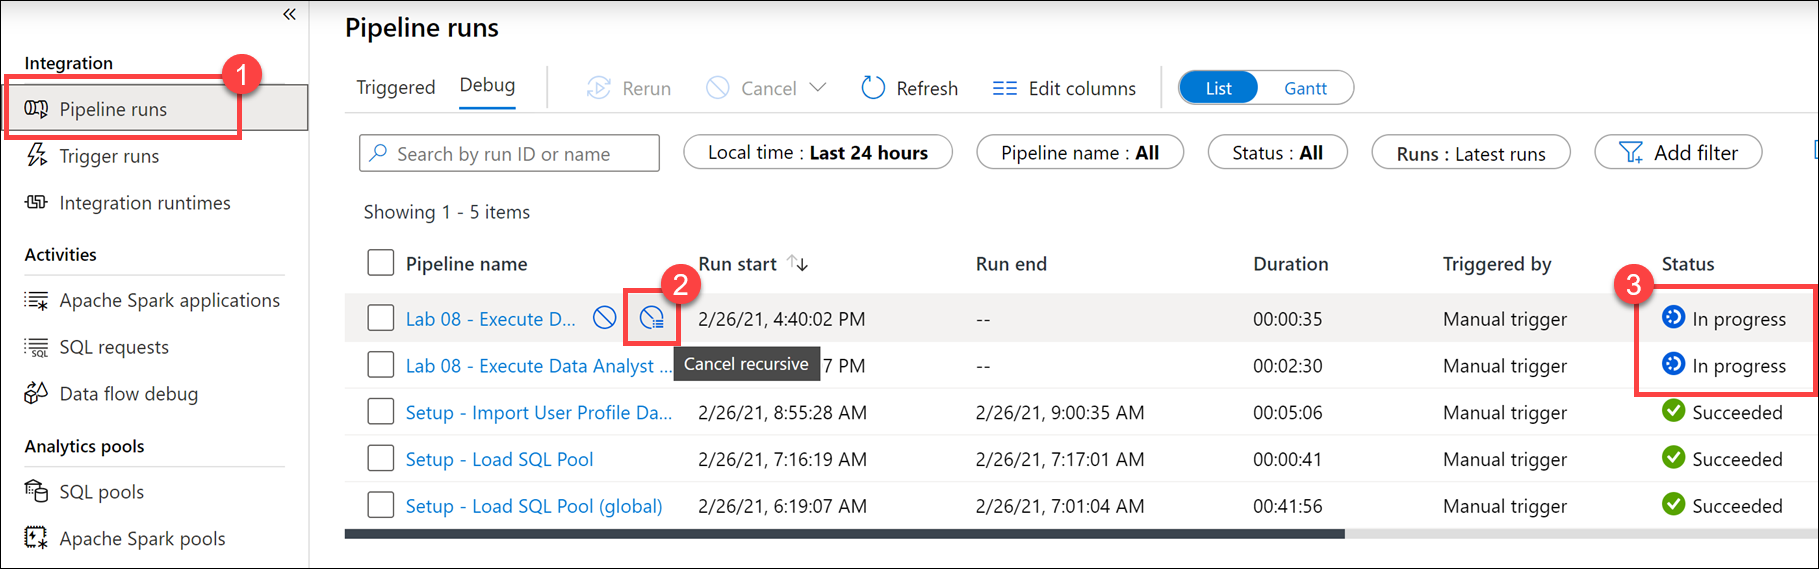 «
Integration
1
Pipeline runs
Trigger runs
Integration runtimes
Activities
Apache Spark applications
SQL
SQL requests
Data flow debug
Analytics pools
SQL pools
Apache Spark pools
Pipeline runs
Triggered Debug Rerun Cancel Refresh Edit columns List Gantt
Search by run ID or name Local time : Last 24 hours Pipeline name : All Status : All Runs : Latest runs Add filter
Showing 1 - 5 items
Pipeline name Run start ↑↓ Run end Duration Triggered by Status
2 3
Lab 08 - Execute D... 2/26/21, 4:40:02 PM -- 00:00:35 Manual trigger In progress
Lab 08 - Execute Data Analyst ... Cancel recursive 7 PM -- 00:02:30 Manual trigger In progress
Setup - Import User Profile Da... 2/26/21, 8:55:28 AM 2/26/21, 9:00:35 AM 00:05:06 Manual trigger Succeeded
Setup - Load SQL Pool 2/26/21, 7:16:19 AM 2/26/21, 7:17:01 AM 00:00:41 Manual trigger Succeeded
Setup - Load SQL Pool (global) 2/26/21, 6:19:07 AM 2/26/21, 7:01:04 AM 00:41:56 Manual trigger Succeeded